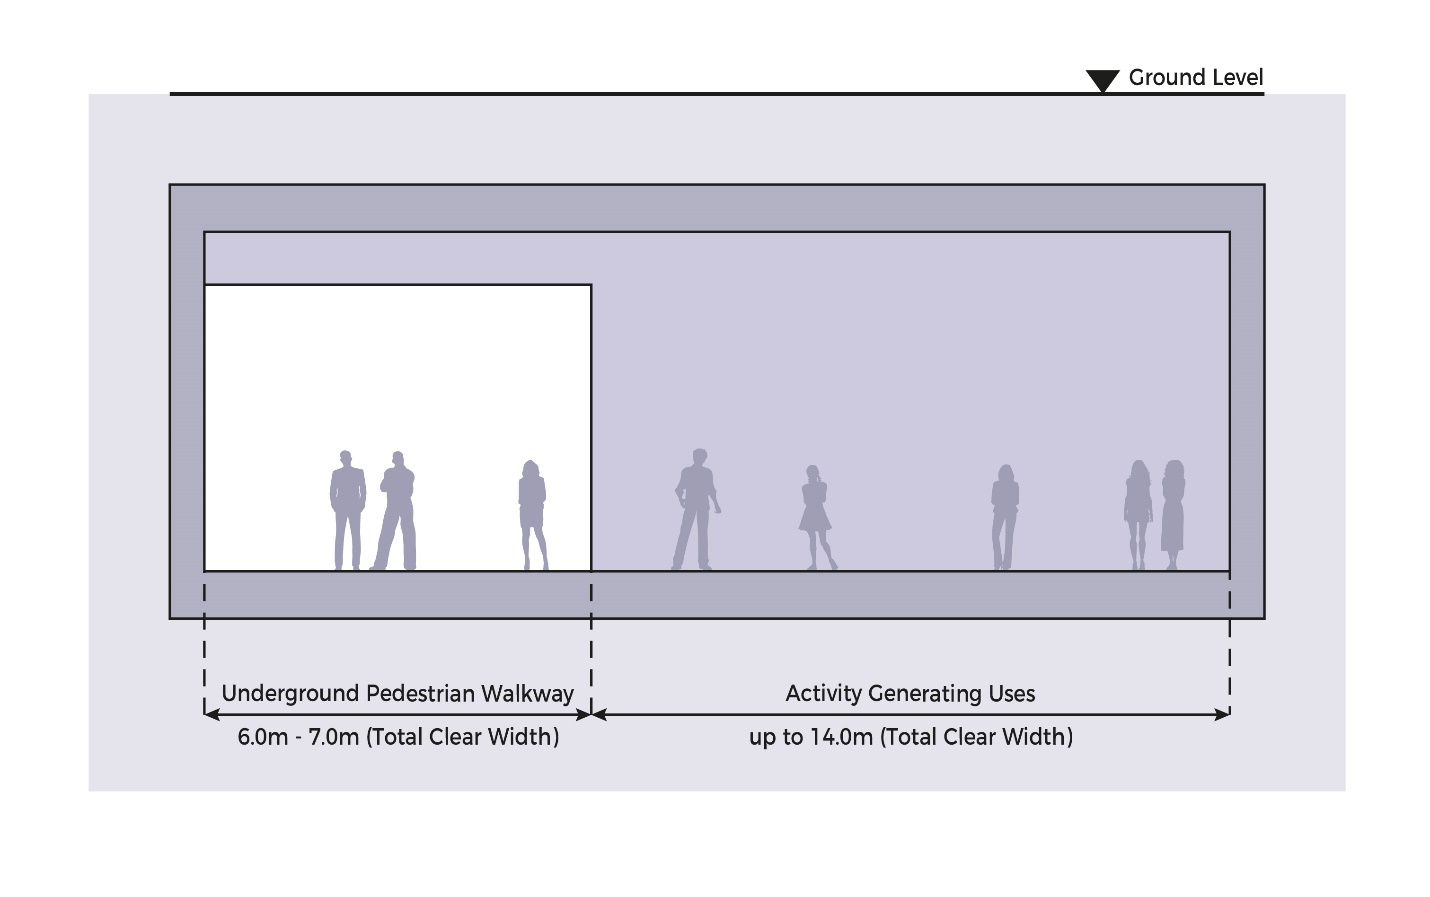 Ground Level
Underground Pedestrian Walkway
6.0m - 7.0m (Total Clear Width)
Activity Generating Uses
up to 14.0m (Total Clear Width)